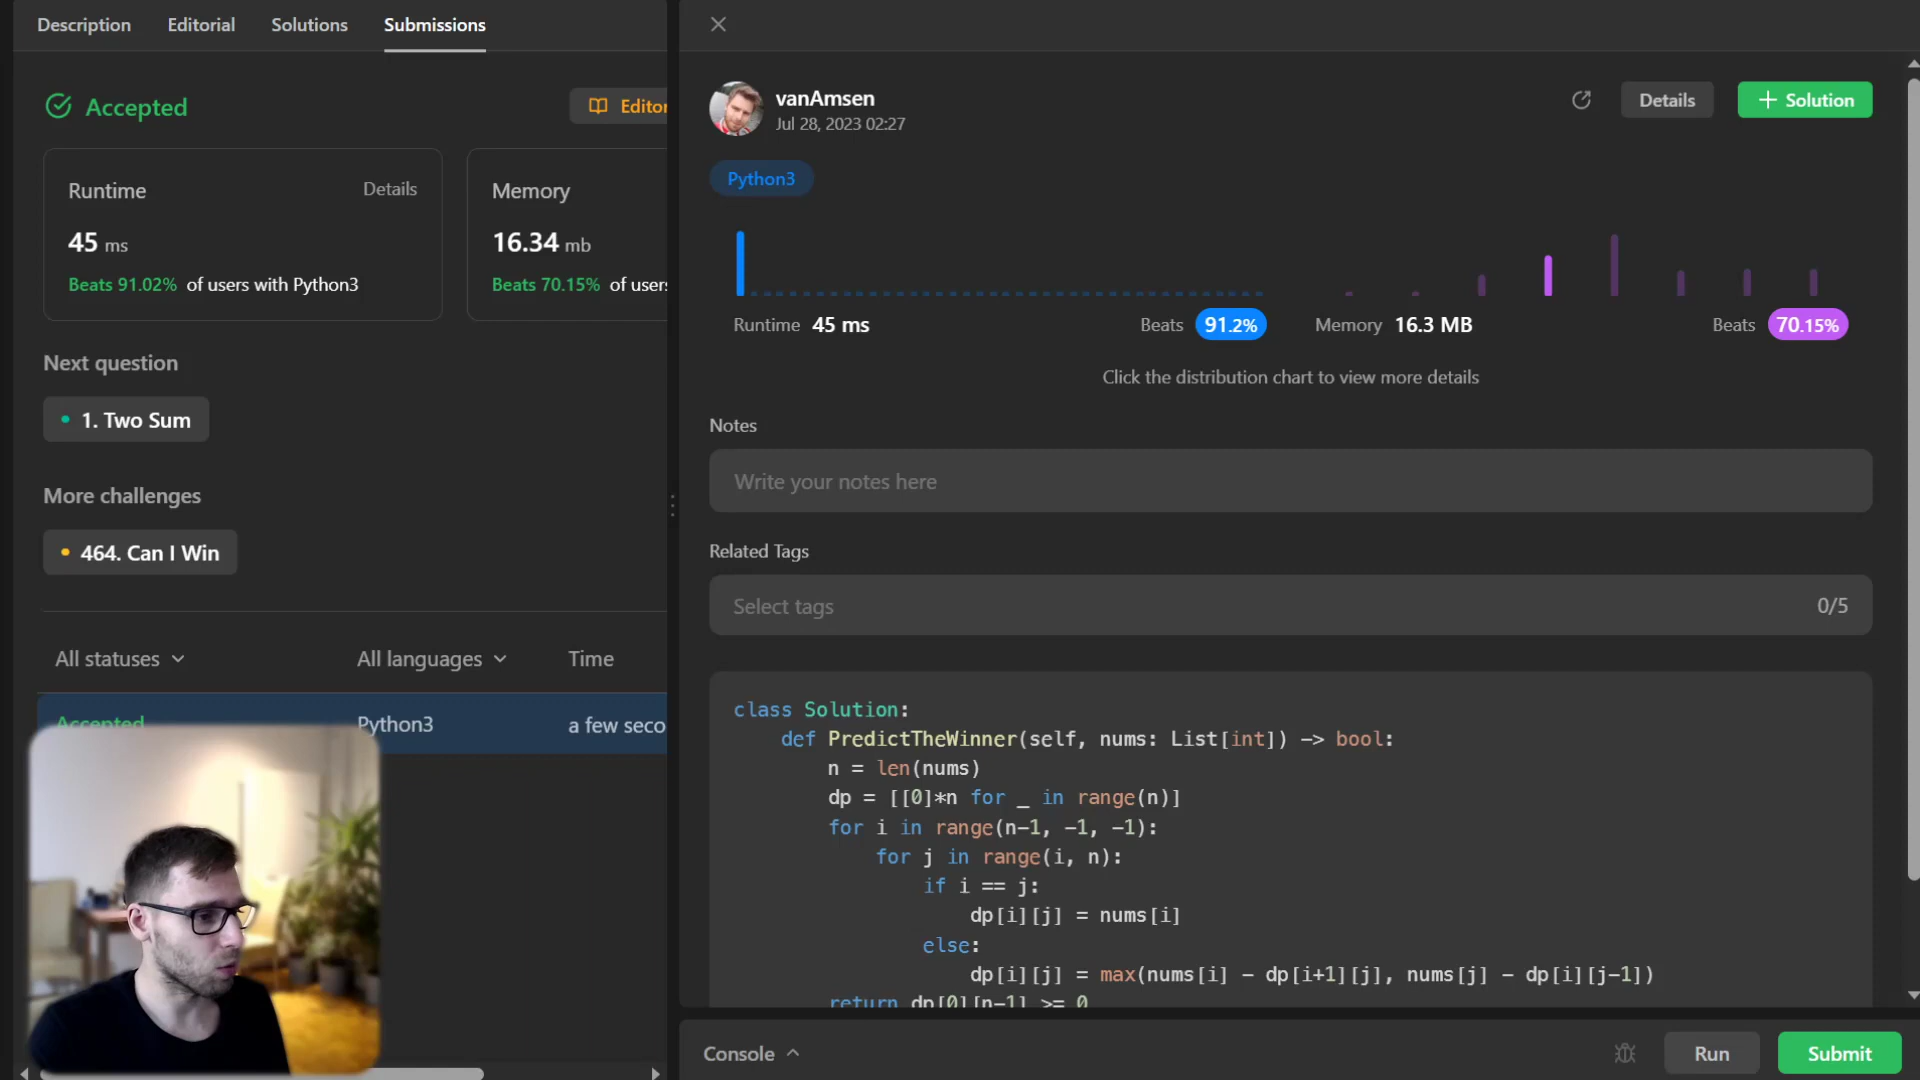 Description Editorial Solutions Submissions
Accepted
Editor
Runtime Details
45 ms
Beats 91.02% of users with Python3
Memory
16.34 mb
Beats 70.15% of users
Next question
1. Two Sum
More challenges
464. Can I Win
All statuses All languages Time
Accepted Python3 a few seco
vanAmsen
Jul 28, 2023 02:27
Details
+ Solution
Python3
Runtime 45 ms Beats 91.2% Memory 16.3 MB Beats 70.15%
Click the distribution chart to view more details
Notes
Write your notes here
Related Tags
Select tags 0/5
class Solution:
    def PredictTheWinner(self, nums: List[int]) -> bool:
        n = len(nums)
        dp = [[0]*n for _ in range(n)]
        for i in range(n-1, -1, -1):
            for j in range(i, n):
                if i == j:
                    dp[i][j] = nums[i]
                else:
                    dp[i][j] = max(nums[i] - dp[i+1][j], nums[j] - dp[i][j-1])
        return dp[0][n-1] >= 0
Console Run Submit